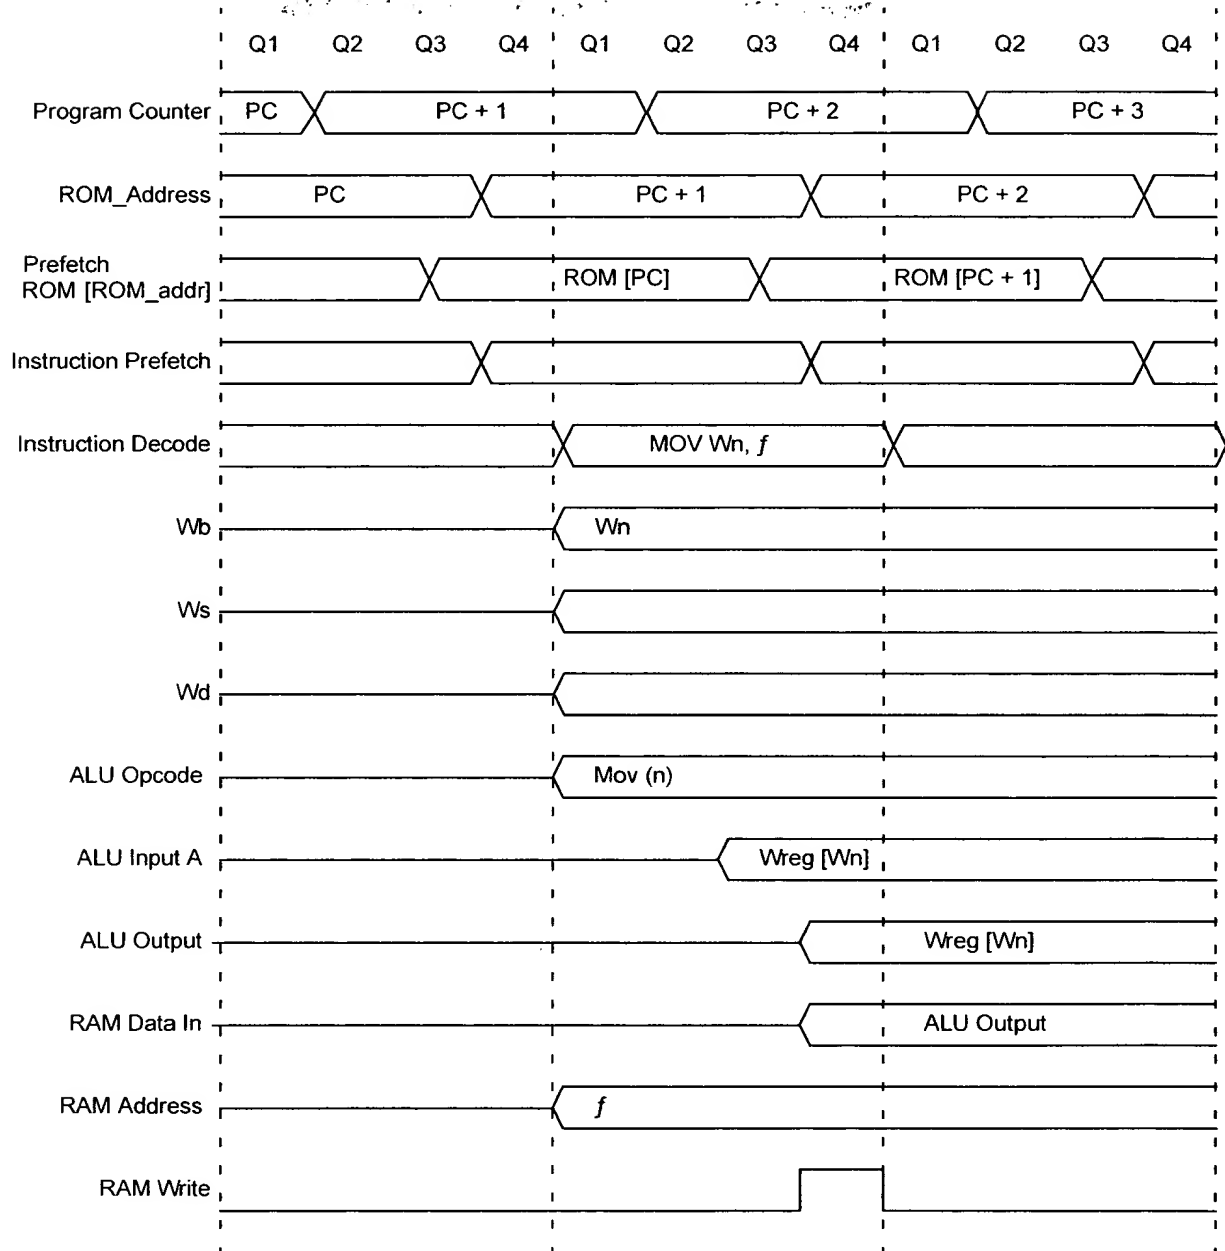 Q1 Q2 Q3 Q4 Q1 Q2 Q3 Q4 Q1 Q2 Q3 Q4
Program Counter PC PC + 1 PC + 2 PC + 3
ROM_Address PC PC + 1 PC + 2
Prefetch
ROM [ROM_addr] ROM [PC] ROM [PC + 1]
Instruction Prefetch
Instruction Decode MOV Wn, f
Wb Wn
Ws
Wd
ALU Opcode Mov (n)
ALU Input A Wreg [Wn]
ALU Output Wreg [Wn]
RAM Data In ALU Output
RAM Address f
RAM Write